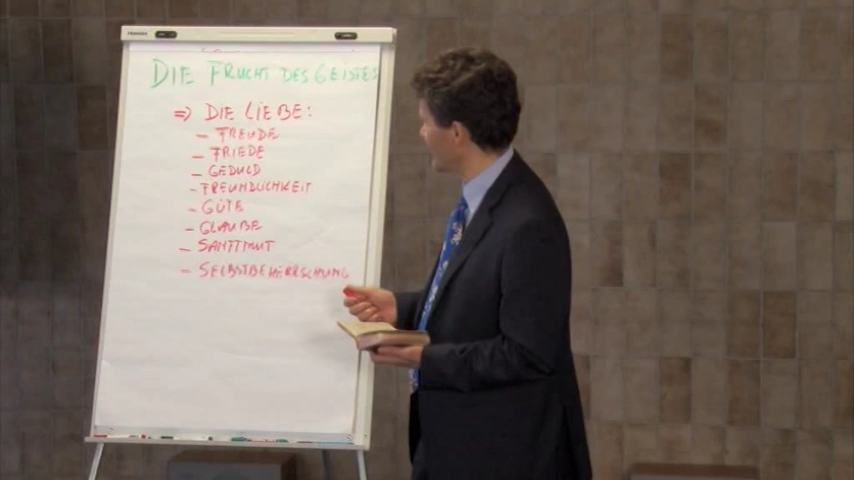 DIE FRUCHT DES GEISTES
⇒ DIE LIEBE:
- FREUDE
- FRIEDE
- GEDULD
- FREUNDLICHKEIT
- GÜTE
- GLAUBE
- SANFTMUT
- SELBSTBEHERRSCHUNG